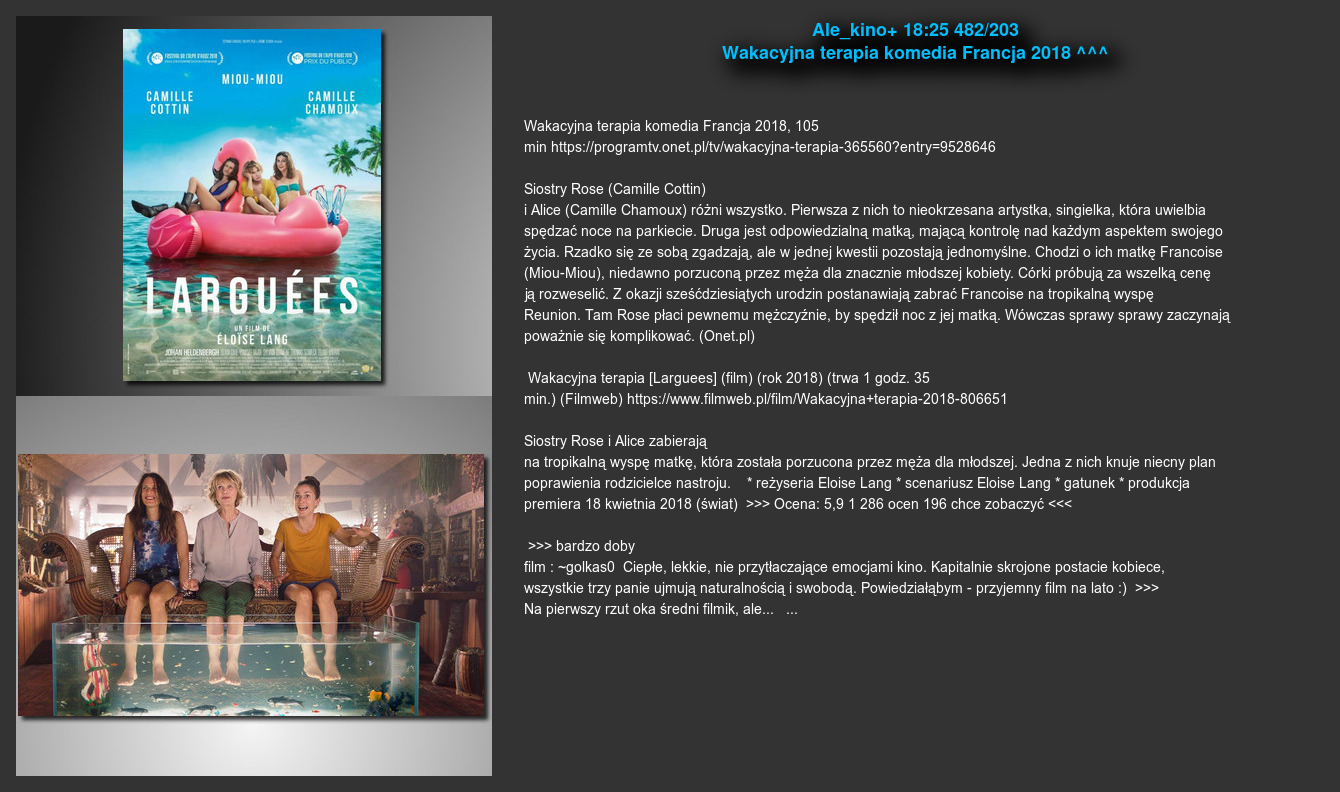 FESTIVAL DE L'ALPE D'HUEZ 2018
FESTIVAL DE L'ALPE D'HUEZ 2018
PRIX DU PUBLIC
MIOU-MIOU
CAMILLE
COTTIN
CAMILLE
CHAMOUX
LARGUÉES
UN FILM DE
ÉLOÏSE LANG
JOHAN HELDENBERGH
Ale_kino+ 18:25 482/203
Wakacyjna terapia komedia Francja 2018 ^^^
Wakacyjna terapia komedia Francja 2018, 105
min https://programtv.onet.pl/tv/wakacyjna-terapia-365560?entry=9528646
Siostry Rose (Camille Cottin)
i Alice (Camille Chamoux) różni wszystko. Pierwsza z nich to nieokrzesana artystka, singielka, która uwielbia
spędzać noce na parkiecie. Druga jest odpowiedzialną matką, mającą kontrolę nad każdym aspektem swojego
życia. Rzadko się ze sobą zgadzają, ale w jednej kwestii pozostają jednomyślne. Chodzi o ich matkę Francoise
(Miou-Miou), niedawno porzuconą przez męża dla znacznie młodszej kobiety. Córki próbują za wszelką cenę
ją rozweselić. Z okazji sześćdziesiątych urodzin postanawiają zabrać Francoise na tropikalną wyspę
Reunion. Tam Rose płaci pewnemu mężczyźnie, by spędził noc z jej matką. Wówczas sprawy sprawy zaczynają
poważnie się komplikować. (Onet.pl)
Wakacyjna terapia [Larguees] (film) (rok 2018) (trwa 1 godz. 35
min.) (Filmweb) https://www.filmweb.pl/film/Wakacyjna+terapia-2018-806651
Siostry Rose i Alice zabierają
na tropikalną wyspę matkę, która została porzucona przez męża dla młodszej. Jedna z nich knuje niecny plan
poprawienia rodzicielce nastroju.    * reżyseria Eloise Lang * scenariusz Eloise Lang * gatunek * produkcja
premiera 18 kwietnia 2018 (świat)  >>> Ocena: 5,9 1 286 ocen 196 chce zobaczyć <<<
>>> bardzo doby
film : ~golkas0  Ciepłe, lekkie, nie przytłaczające emocjami kino. Kapitalnie skrojone postacie kobiece,
wszystkie trzy panie ujmują naturalnością i swobodą. Powiedziałąbym - przyjemny film na lato :)  >>>
Na pierwszy rzut oka średni filmik, ale...   ...